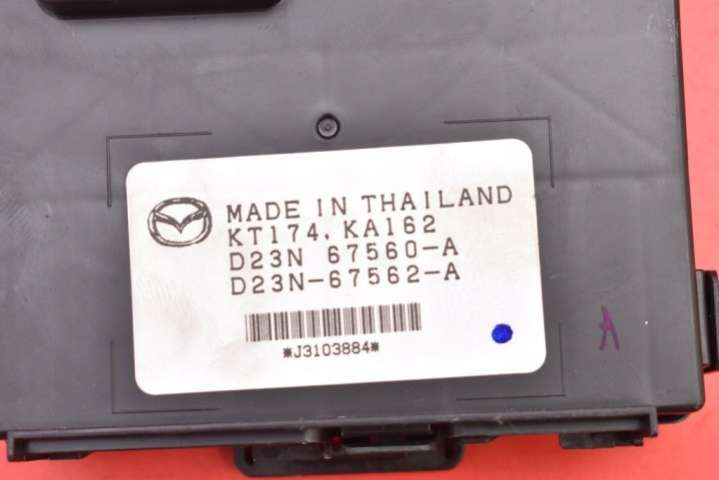 MADE IN THAILAND
KT174. KA162
D23N 67560-A
D23N-67562-A
*J3103884*
A